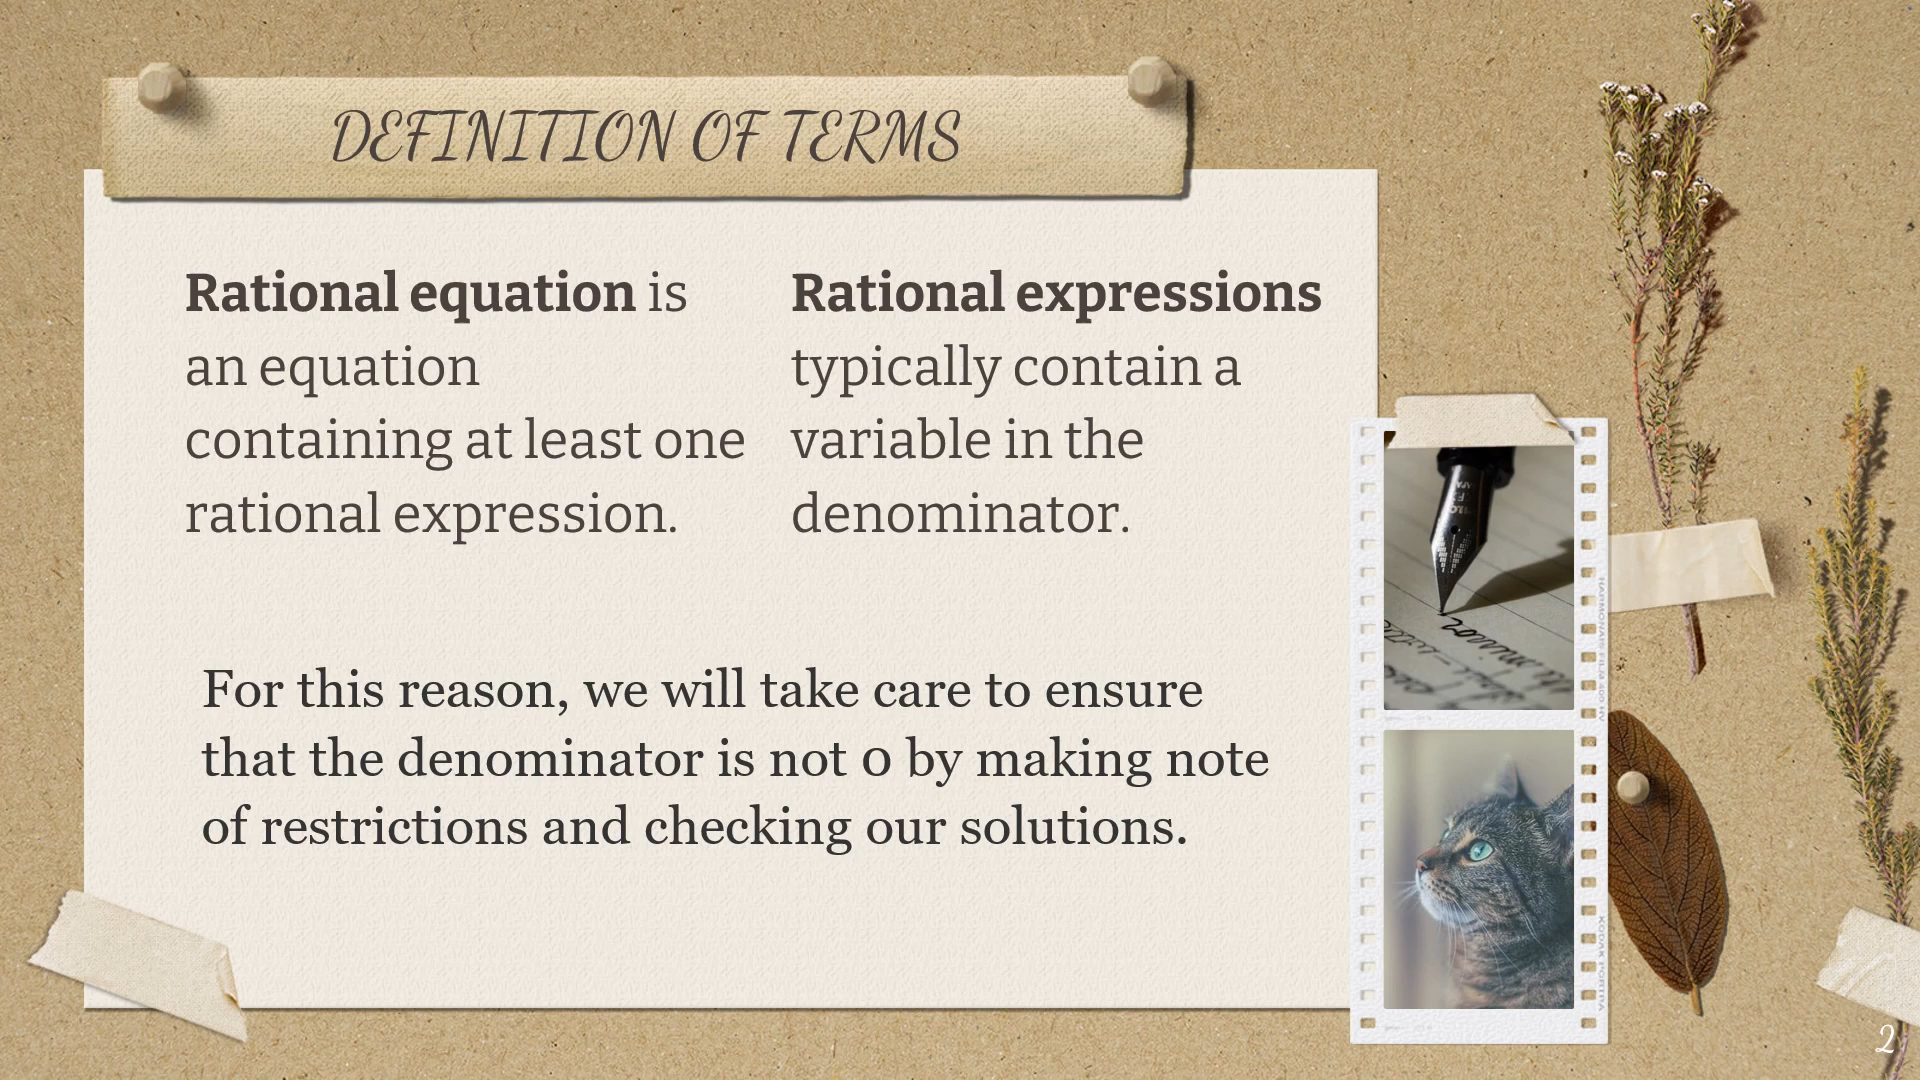 DEFINITION OF TERMS
Rational equation is
an equation
containing at least one
rational expression.
Rational expressions
typically contain a
variable in the
denominator.
For this reason, we will take care to ensure
that the denominator is not 0 by making note
of restrictions and checking our solutions.
2